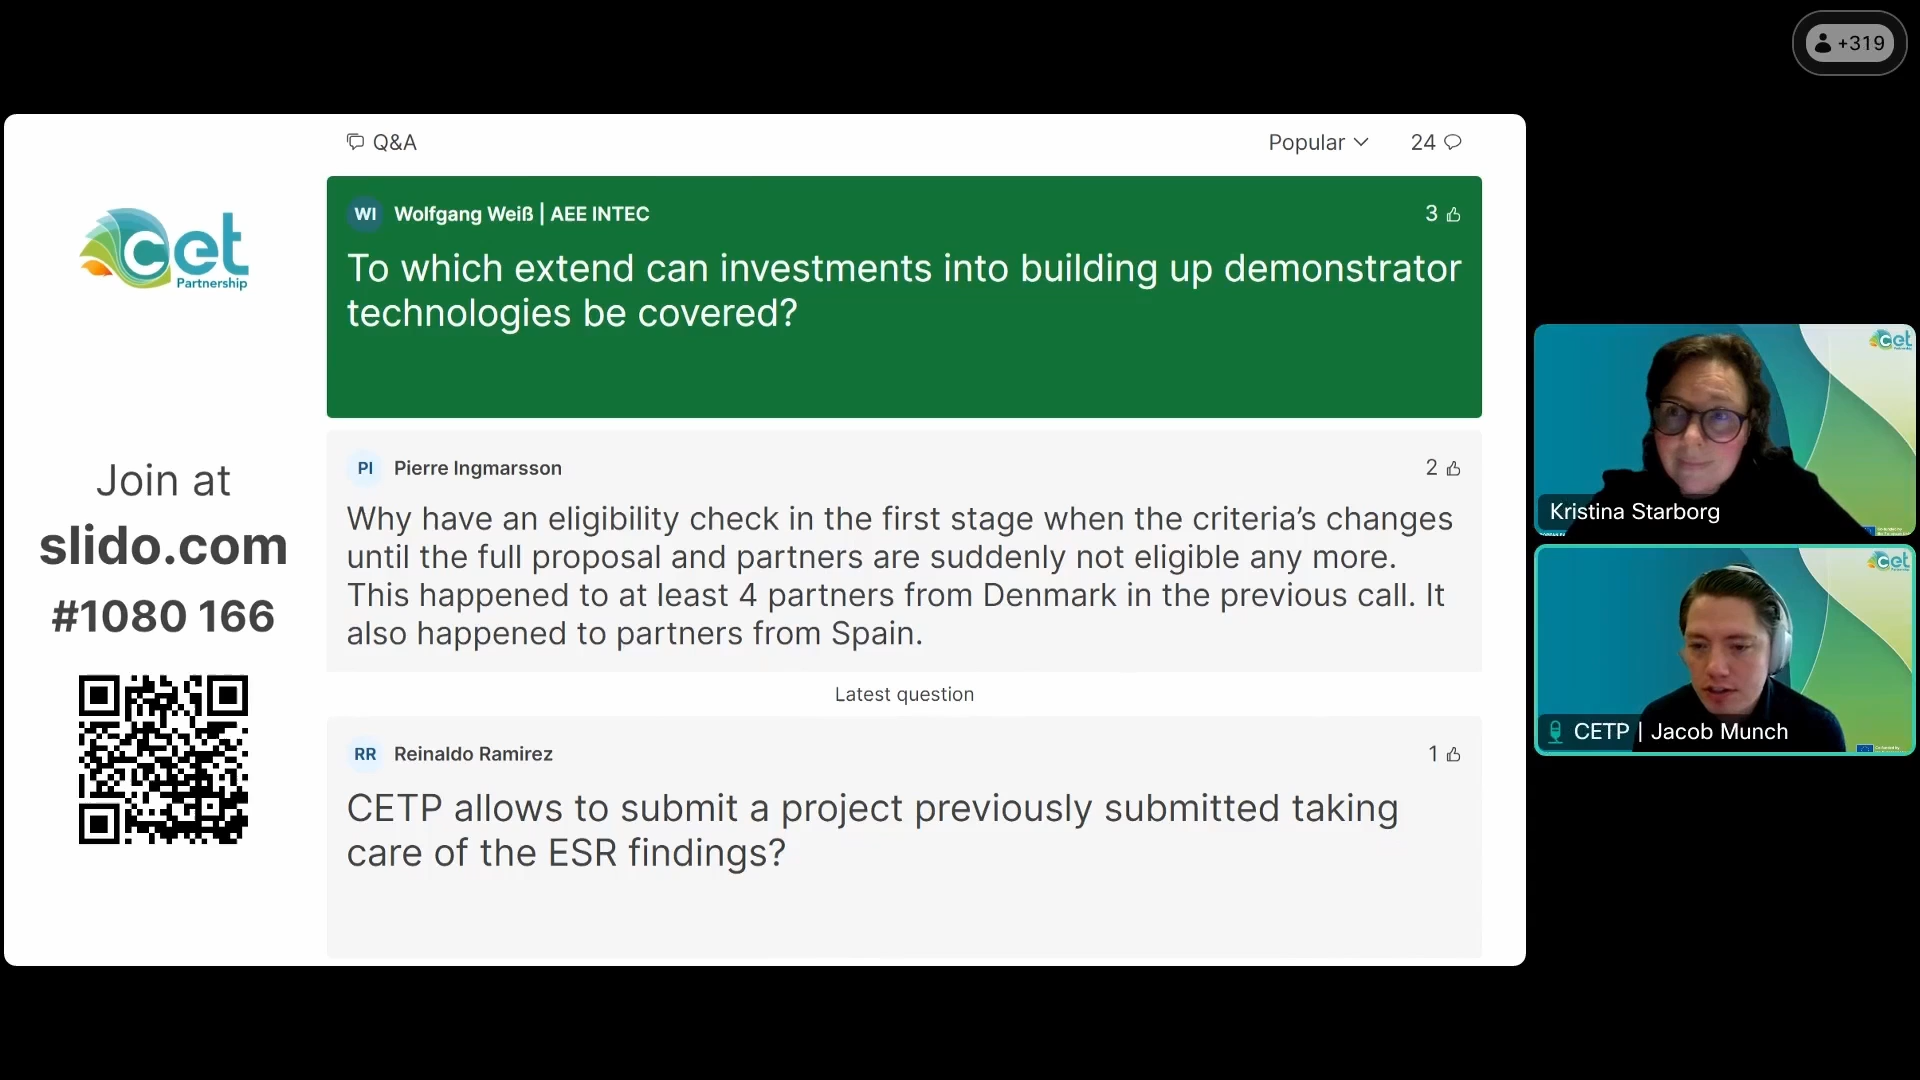 +319
Q&A
Popular
24
WI
Wolfgang Weiß | AEE INTEC
3
To which extend can investments into building up demonstrator
technologies be covered?
cet
Partnership
PI
Pierre Ingmarsson
2
Why have an eligibility check in the first stage when the criteria’s changes
until the full proposal and partners are suddenly not eligible any more.
This happened to at least 4 partners from Denmark in the previous call. It
also happened to partners from Spain.
Join at
slido.com
#1080 166
Latest question
RR
Reinaldo Ramirez
1
CETP allows to submit a project previously submitted taking
care of the ESR findings?
cet
Kristina Starborg
cet
CETP | Jacob Munch